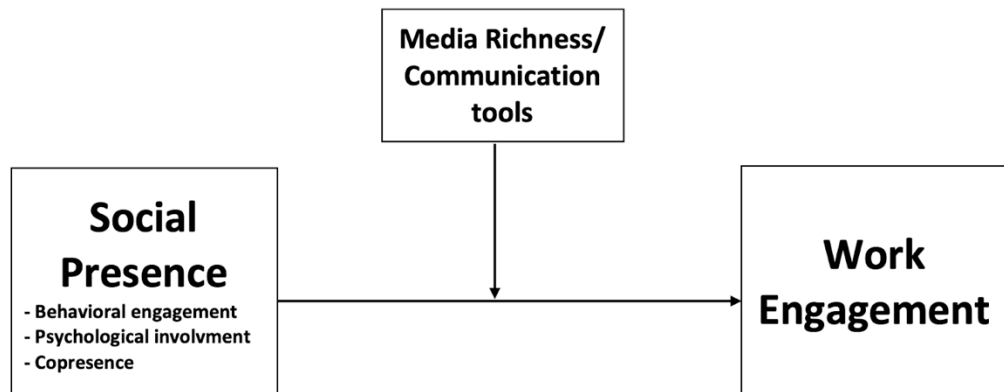 Media Richness/
Communication
tools
Social
Presence
- Behavioral engagement
- Psychological involvment
- Copresence
Work
Engagement